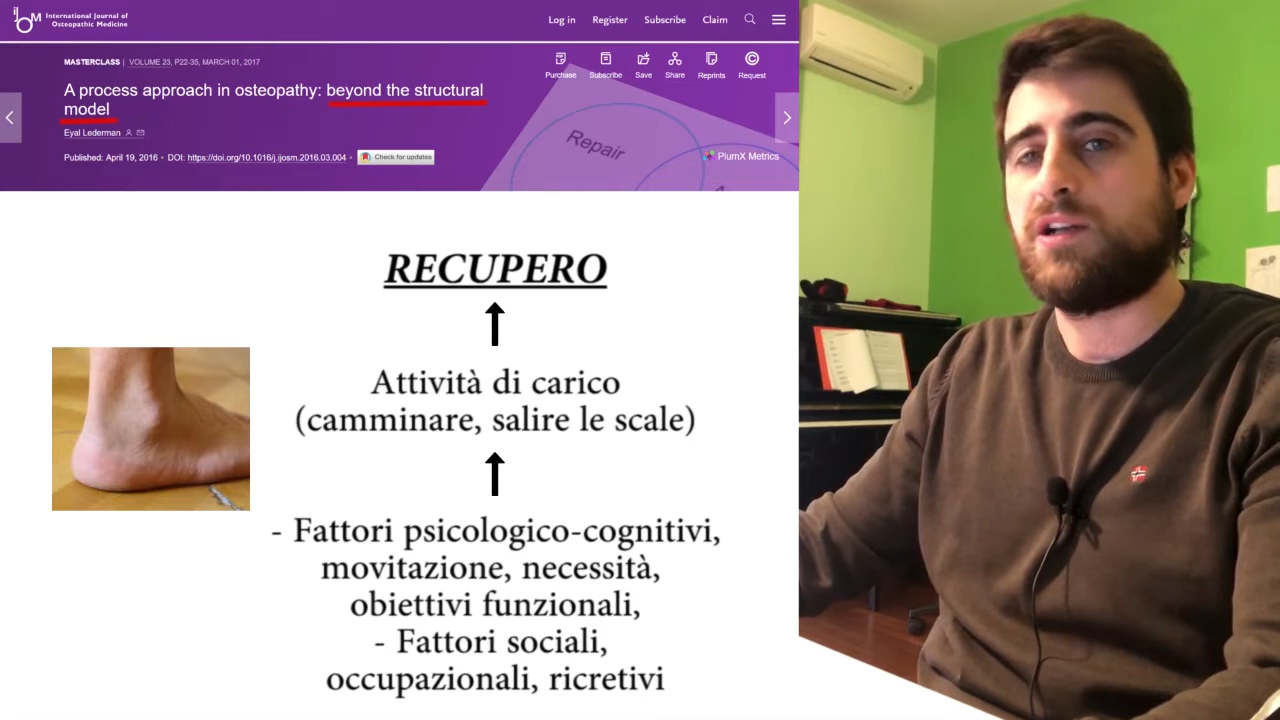 International Journal of
Osteopathic Medicine
Log in Register Subscribe Claim
MASTERCLASS | VOLUME 23, P22-35, MARCH 01, 2017
Purchase Subscribe Save Share Reprints Request
A process approach in osteopathy: beyond the structural
model
Eyal Lederman
Published: April 19, 2016 • DOI: https://doi.org/10.1016/j.ijosm.2016.03.004 • Check for updates
Repair
PlumX Metrics
RECUPERO
Attività di carico
(camminare, salire le scale)
- Fattori psicologico-cognitivi,
movitazione, necessità,
obiettivi funzionali,
- Fattori sociali,
occupazionali, ricretivi